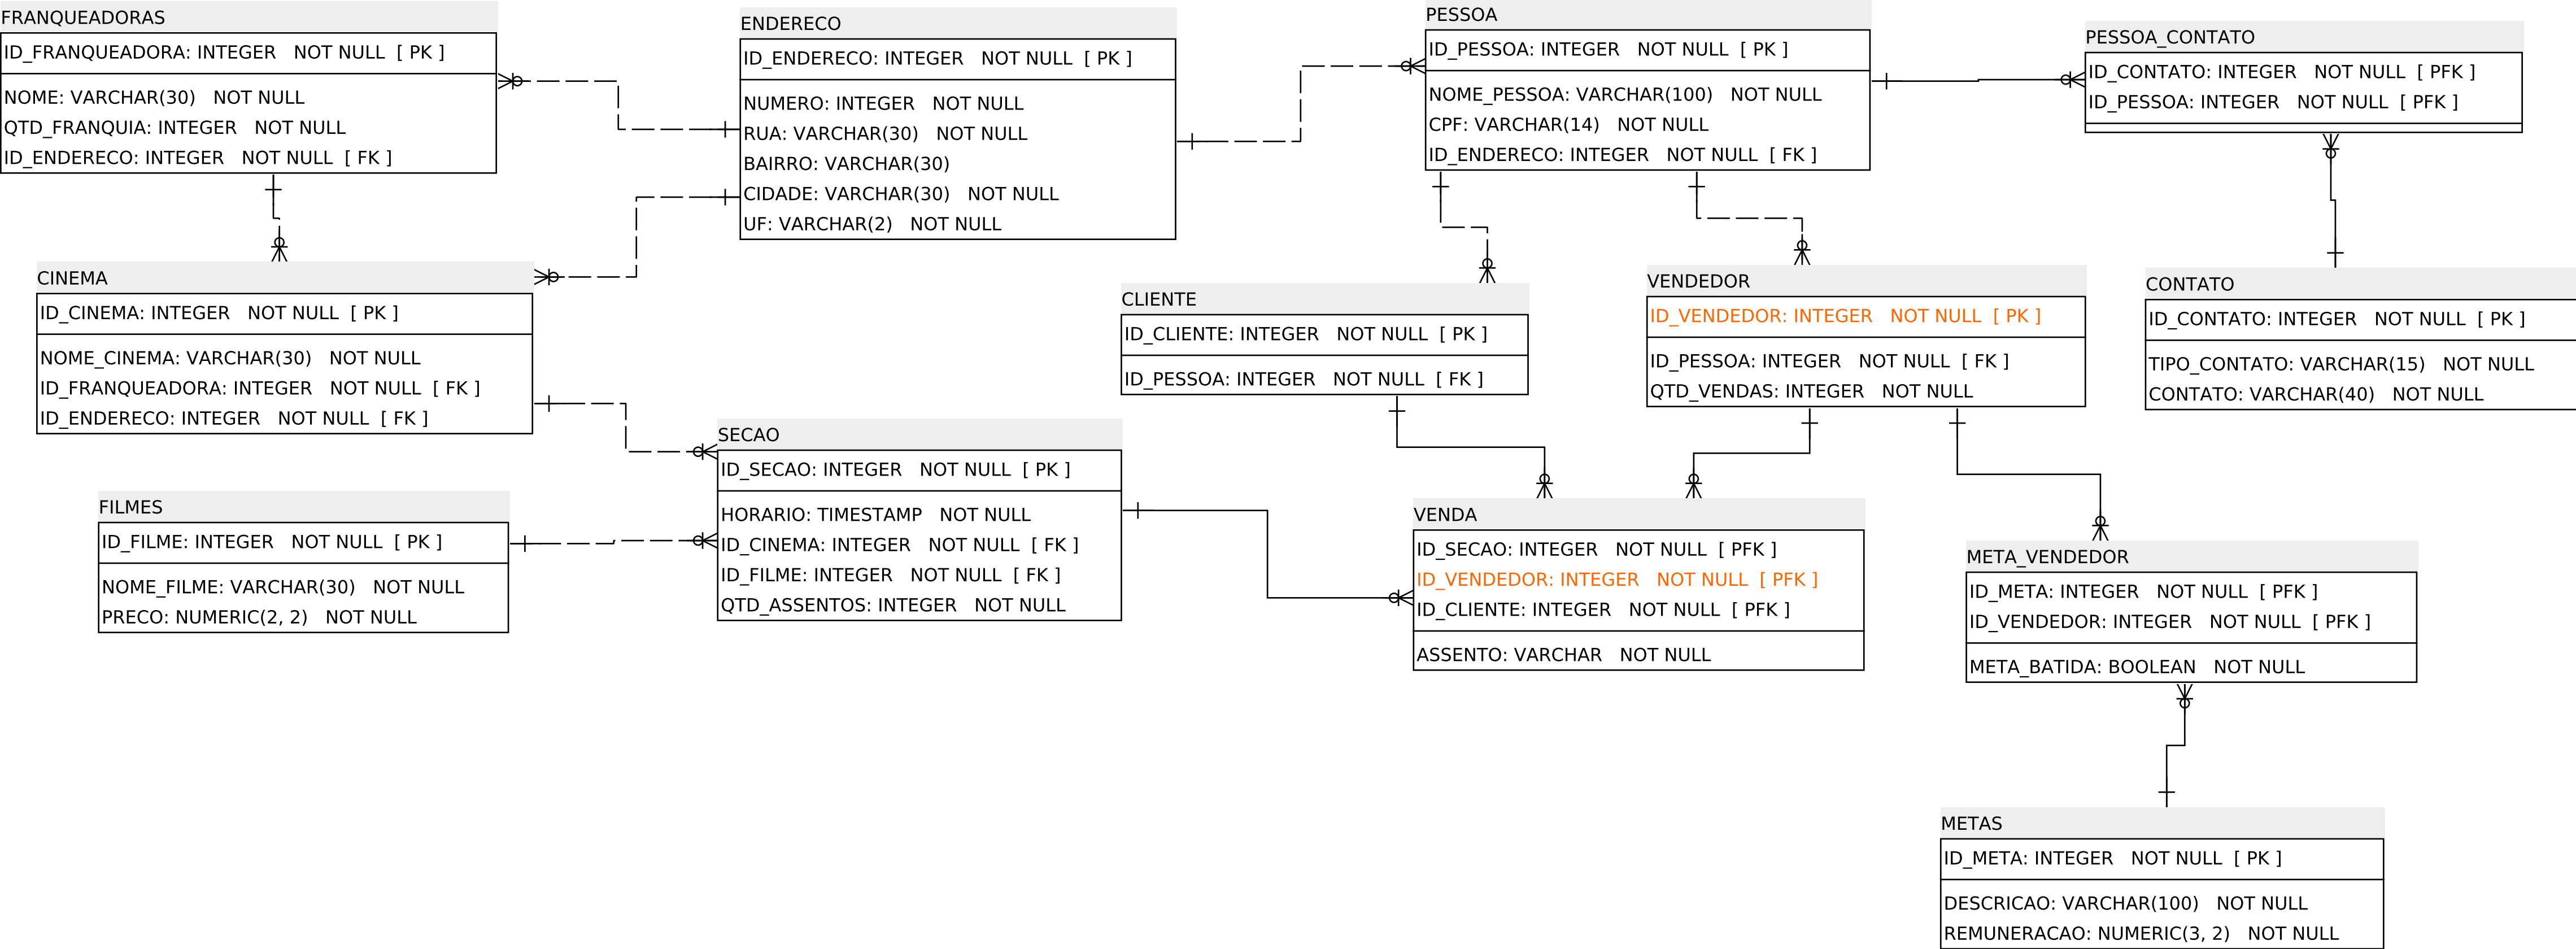 FRANQUEADORAS
ID_FRANQUEADORA: INTEGER NOT NULL [ PK ]
NOME: VARCHAR(30) NOT NULL
QTD_FRANQUIA: INTEGER NOT NULL
ID_ENDERECO: INTEGER NOT NULL [ FK ]
ENDERECO
ID_ENDERECO: INTEGER NOT NULL [ PK ]
NUMERO: INTEGER NOT NULL
RUA: VARCHAR(30) NOT NULL
BAIRRO: VARCHAR(30)
CIDADE: VARCHAR(30) NOT NULL
UF: VARCHAR(2) NOT NULL
PESSOA
ID_PESSOA: INTEGER NOT NULL [ PK ]
NOME_PESSOA: VARCHAR(100) NOT NULL
CPF: VARCHAR(14) NOT NULL
ID_ENDERECO: INTEGER NOT NULL [ FK ]
PESSOA_CONTATO
ID_CONTATO: INTEGER NOT NULL [ PFK ]
ID_PESSOA: INTEGER NOT NULL [ PFK ]
CINEMA
ID_CINEMA: INTEGER NOT NULL [ PK ]
NOME_CINEMA: VARCHAR(30) NOT NULL
ID_FRANQUEADORA: INTEGER NOT NULL [ FK ]
ID_ENDERECO: INTEGER NOT NULL [ FK ]
CLIENTE
ID_CLIENTE: INTEGER NOT NULL [ PK ]
ID_PESSOA: INTEGER NOT NULL [ FK ]
VENDEDOR
ID_VENDEDOR: INTEGER NOT NULL [ PK ]
ID_PESSOA: INTEGER NOT NULL [ FK ]
QTD_VENDAS: INTEGER NOT NULL
CONTATO
ID_CONTATO: INTEGER NOT NULL [ PK ]
TIPO_CONTATO: VARCHAR(15) NOT NULL
CONTATO: VARCHAR(40) NOT NULL
FILMES
ID_FILME: INTEGER NOT NULL [ PK ]
NOME_FILME: VARCHAR(30) NOT NULL
PRECO: NUMERIC(2, 2) NOT NULL
SECAO
ID_SECAO: INTEGER NOT NULL [ PK ]
HORARIO: TIMESTAMP NOT NULL
ID_CINEMA: INTEGER NOT NULL [ FK ]
ID_FILME: INTEGER NOT NULL [ FK ]
QTD_ASSENTOS: INTEGER NOT NULL
VENDA
ID_SECAO: INTEGER NOT NULL [ PFK ]
ID_VENDEDOR: INTEGER NOT NULL [ PFK ]
ID_CLIENTE: INTEGER NOT NULL [ PFK ]
ASSENTO: VARCHAR NOT NULL
META_VENDEDOR
ID_META: INTEGER NOT NULL [ PFK ]
ID_VENDEDOR: INTEGER NOT NULL [ PFK ]
META_BATIDA: BOOLEAN NOT NULL
METAS
ID_META: INTEGER NOT NULL [ PK ]
DESCRICAO: VARCHAR(100) NOT NULL
REMUNERACAO: NUMERIC(3, 2) NOT NULL